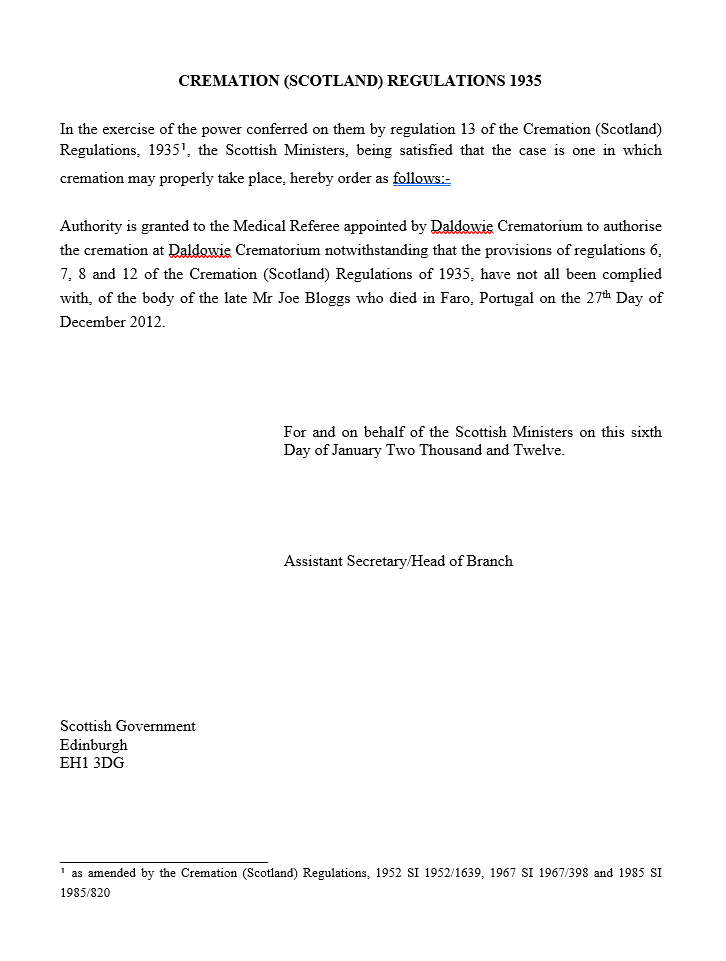 CREMATION (SCOTLAND) REGULATIONS 1935
In the exercise of the power conferred on them by regulation 13 of the Cremation (Scotland)
Regulations, 1935¹, the Scottish Ministers, being satisfied that the case is one in which
cremation may properly take place, hereby order as follows:-
Authority is granted to the Medical Referee appointed by Daldowie Crematorium to authorise
the cremation at Daldowie Crematorium notwithstanding that the provisions of regulations 6,
7, 8 and 12 of the Cremation (Scotland) Regulations of 1935, have not all been complied
with, of the body of the late Mr Joe Bloggs who died in Faro, Portugal on the 27th Day of
December 2012.
For and on behalf of the Scottish Ministers on this sixth
Day of January Two Thousand and Twelve.
Assistant Secretary/Head of Branch
Scottish Government
Edinburgh
EH1 3DG
¹ as amended by the Cremation (Scotland) Regulations, 1952 SI 1952/1639, 1967 SI 1967/398 and 1985 SI
1985/820